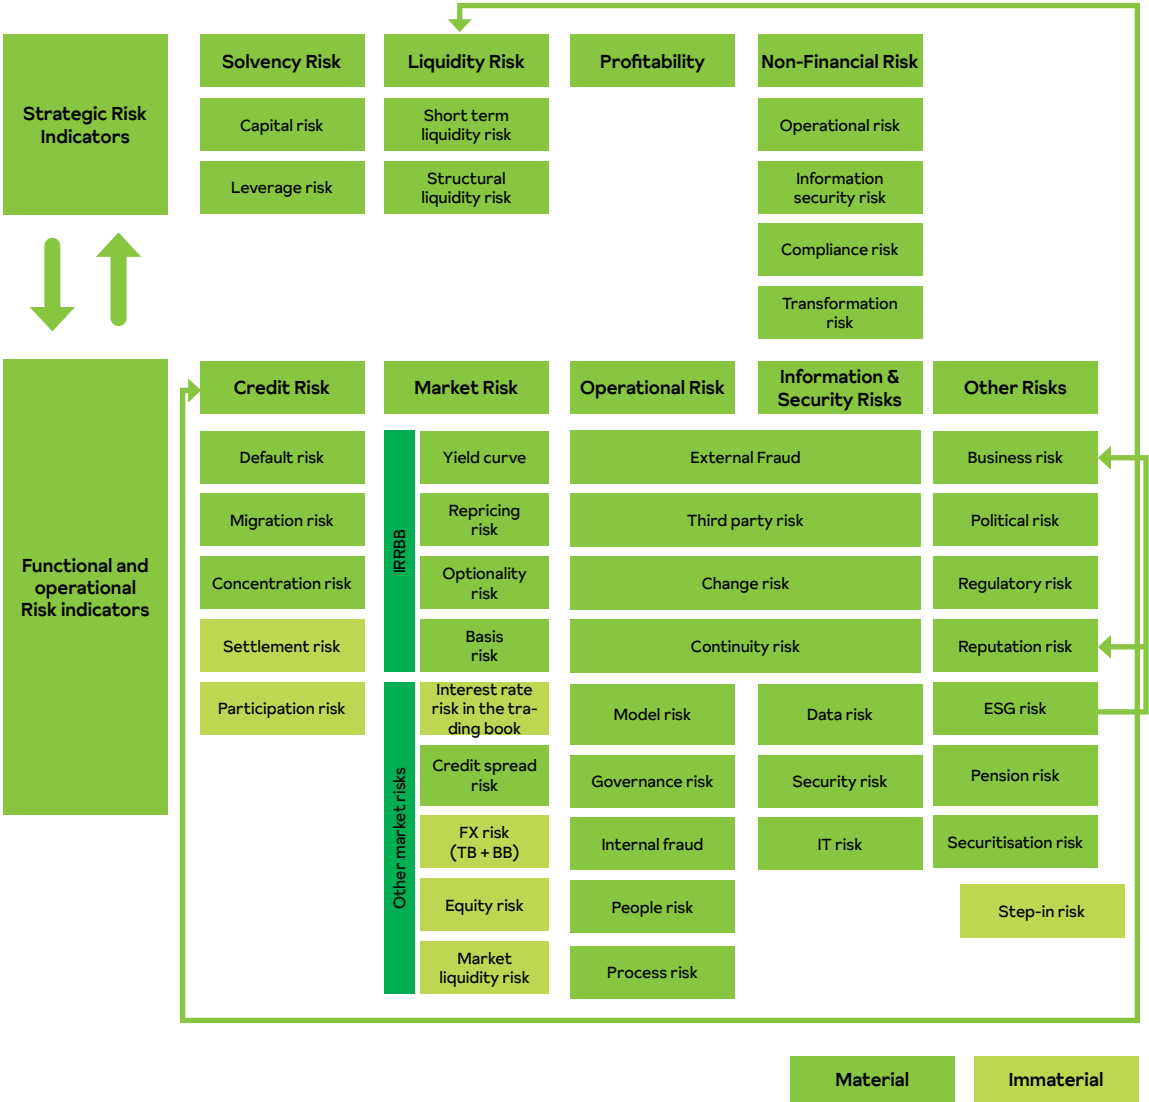 Strategic Risk
Indicators
Solvency Risk
Capital risk
Leverage risk
Liquidity Risk
Short term
liquidity risk
Structural
liquidity risk
Profitability
Non-Financial Risk
Operational risk
Information
security risk
Compliance risk
Transformation
risk
Functional and
operational
Risk indicators
Credit Risk
Default risk
Migration risk
Concentration risk
Settlement risk
Participation risk
Market Risk
IRRBB
Yield curve
Repricing
risk
Optionality
risk
Basis
risk
Other market risks
Interest rate
risk in the tra-
ding book
Credit spread
risk
FX risk
(TB + BB)
Equity risk
Market
liquidity risk
Operational Risk
Information &
Security Risks
External Fraud
Third party risk
Change risk
Continuity risk
Model risk
Governance risk
Internal fraud
People risk
Process risk
Data risk
Security risk
IT risk
Other Risks
Business risk
Political risk
Regulatory risk
Reputation risk
ESG risk
Pension risk
Securitisation risk
Step-in risk
Material
Immaterial